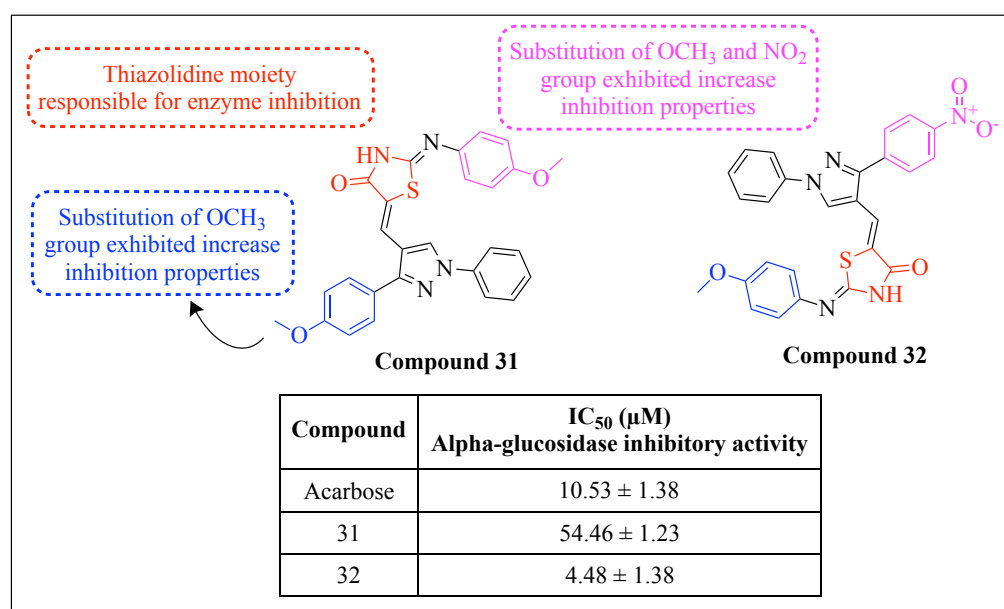 Thiazolidine moiety
responsible for enzyme inhibition
Substitution of OCH₃ and NO₂
group exhibited increase
inhibition properties
Substitution of OCH₃
group exhibited increase
inhibition properties
HN
N
O
S
O
N
N
O
Compound 31
O
N⁺
O⁻
N
N
S
O
O
N
NH
Compound 32
Compound
IC₅₀ (µM)
Alpha-glucosidase inhibitory activity
Acarbose
10.53 ± 1.38
31
54.46 ± 1.23
32
4.48 ± 1.38